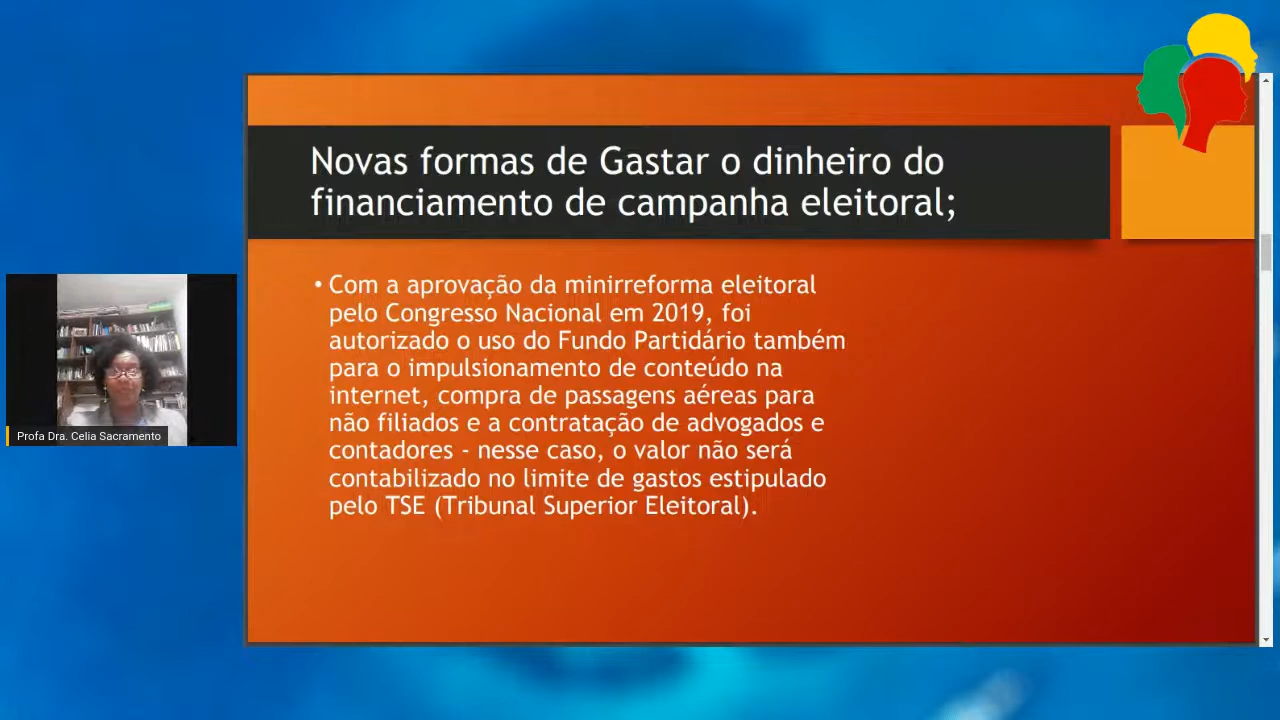 Novas formas de Gastar o dinheiro do
financiamento de campanha eleitoral;
• Com a aprovação da minirreforma eleitoral
pelo Congresso Nacional em 2019, foi
autorizado o uso do Fundo Partidário também
para o impulsionamento de conteúdo na
internet, compra de passagens aéreas para
não filiados e a contratação de advogados e
contadores - nesse caso, o valor não será
contabilizado no limite de gastos estipulado
pelo TSE (Tribunal Superior Eleitoral).
Profa Dra. Celia Sacramento